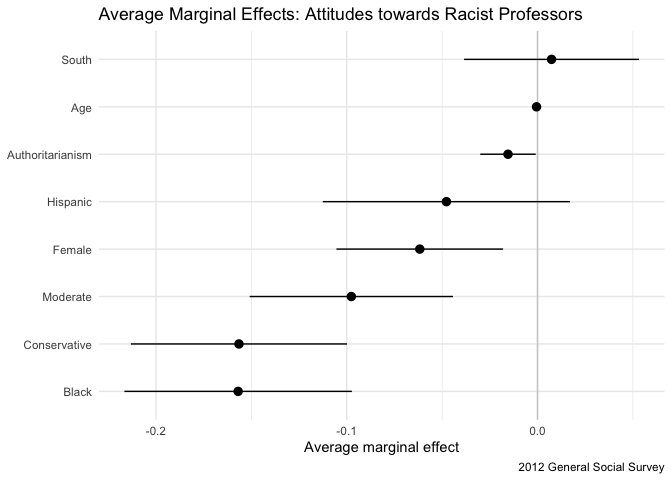 Average Marginal Effects: Attitudes towards Racist Professors
South
Age
Authoritarianism
Hispanic
Female
Moderate
Conservative
Black
-0.2
-0.1
0.0
Average marginal effect
2012 General Social Survey